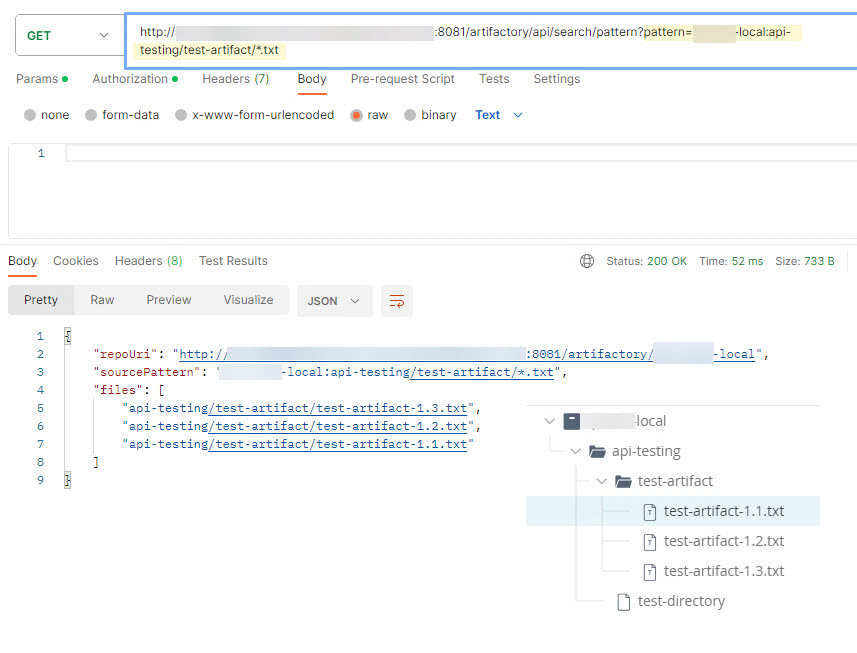 GET
http:// :8081/artifactory/api/search/pattern?pattern= -local:api-
testing/test-artifact/*.txt
Params Authorization Headers (7) Body Pre-request Script Tests Settings
none form-data x-www-form-urlencoded raw binary Text
1
Body Cookies Headers (8) Test Results Status: 200 OK Time: 52 ms Size: 733 B
Pretty Raw Preview Visualize JSON
1 {
2 "repoUri": "http:// :8081/artifactory/ -local",
3 "sourcePattern": " -local:api-testing/test-artifact/*.txt",
4 "files": [
5 "api-testing/test-artifact/test-artifact-1.3.txt",
6 "api-testing/test-artifact/test-artifact-1.2.txt",
7 "api-testing/test-artifact/test-artifact-1.1.txt"
8 ]
9 }
-local
api-testing
test-artifact
test-artifact-1.1.txt
test-artifact-1.2.txt
test-artifact-1.3.txt
test-directory